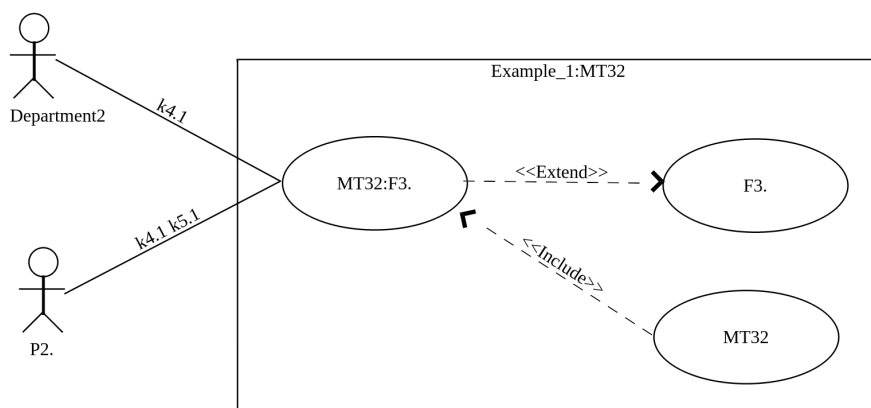 Example_1:MT32
k4.1
Department2
<<Extend>>
MT32:F3.
F3.
k4.1 k5.1
<<Include>>
MT32
P2.